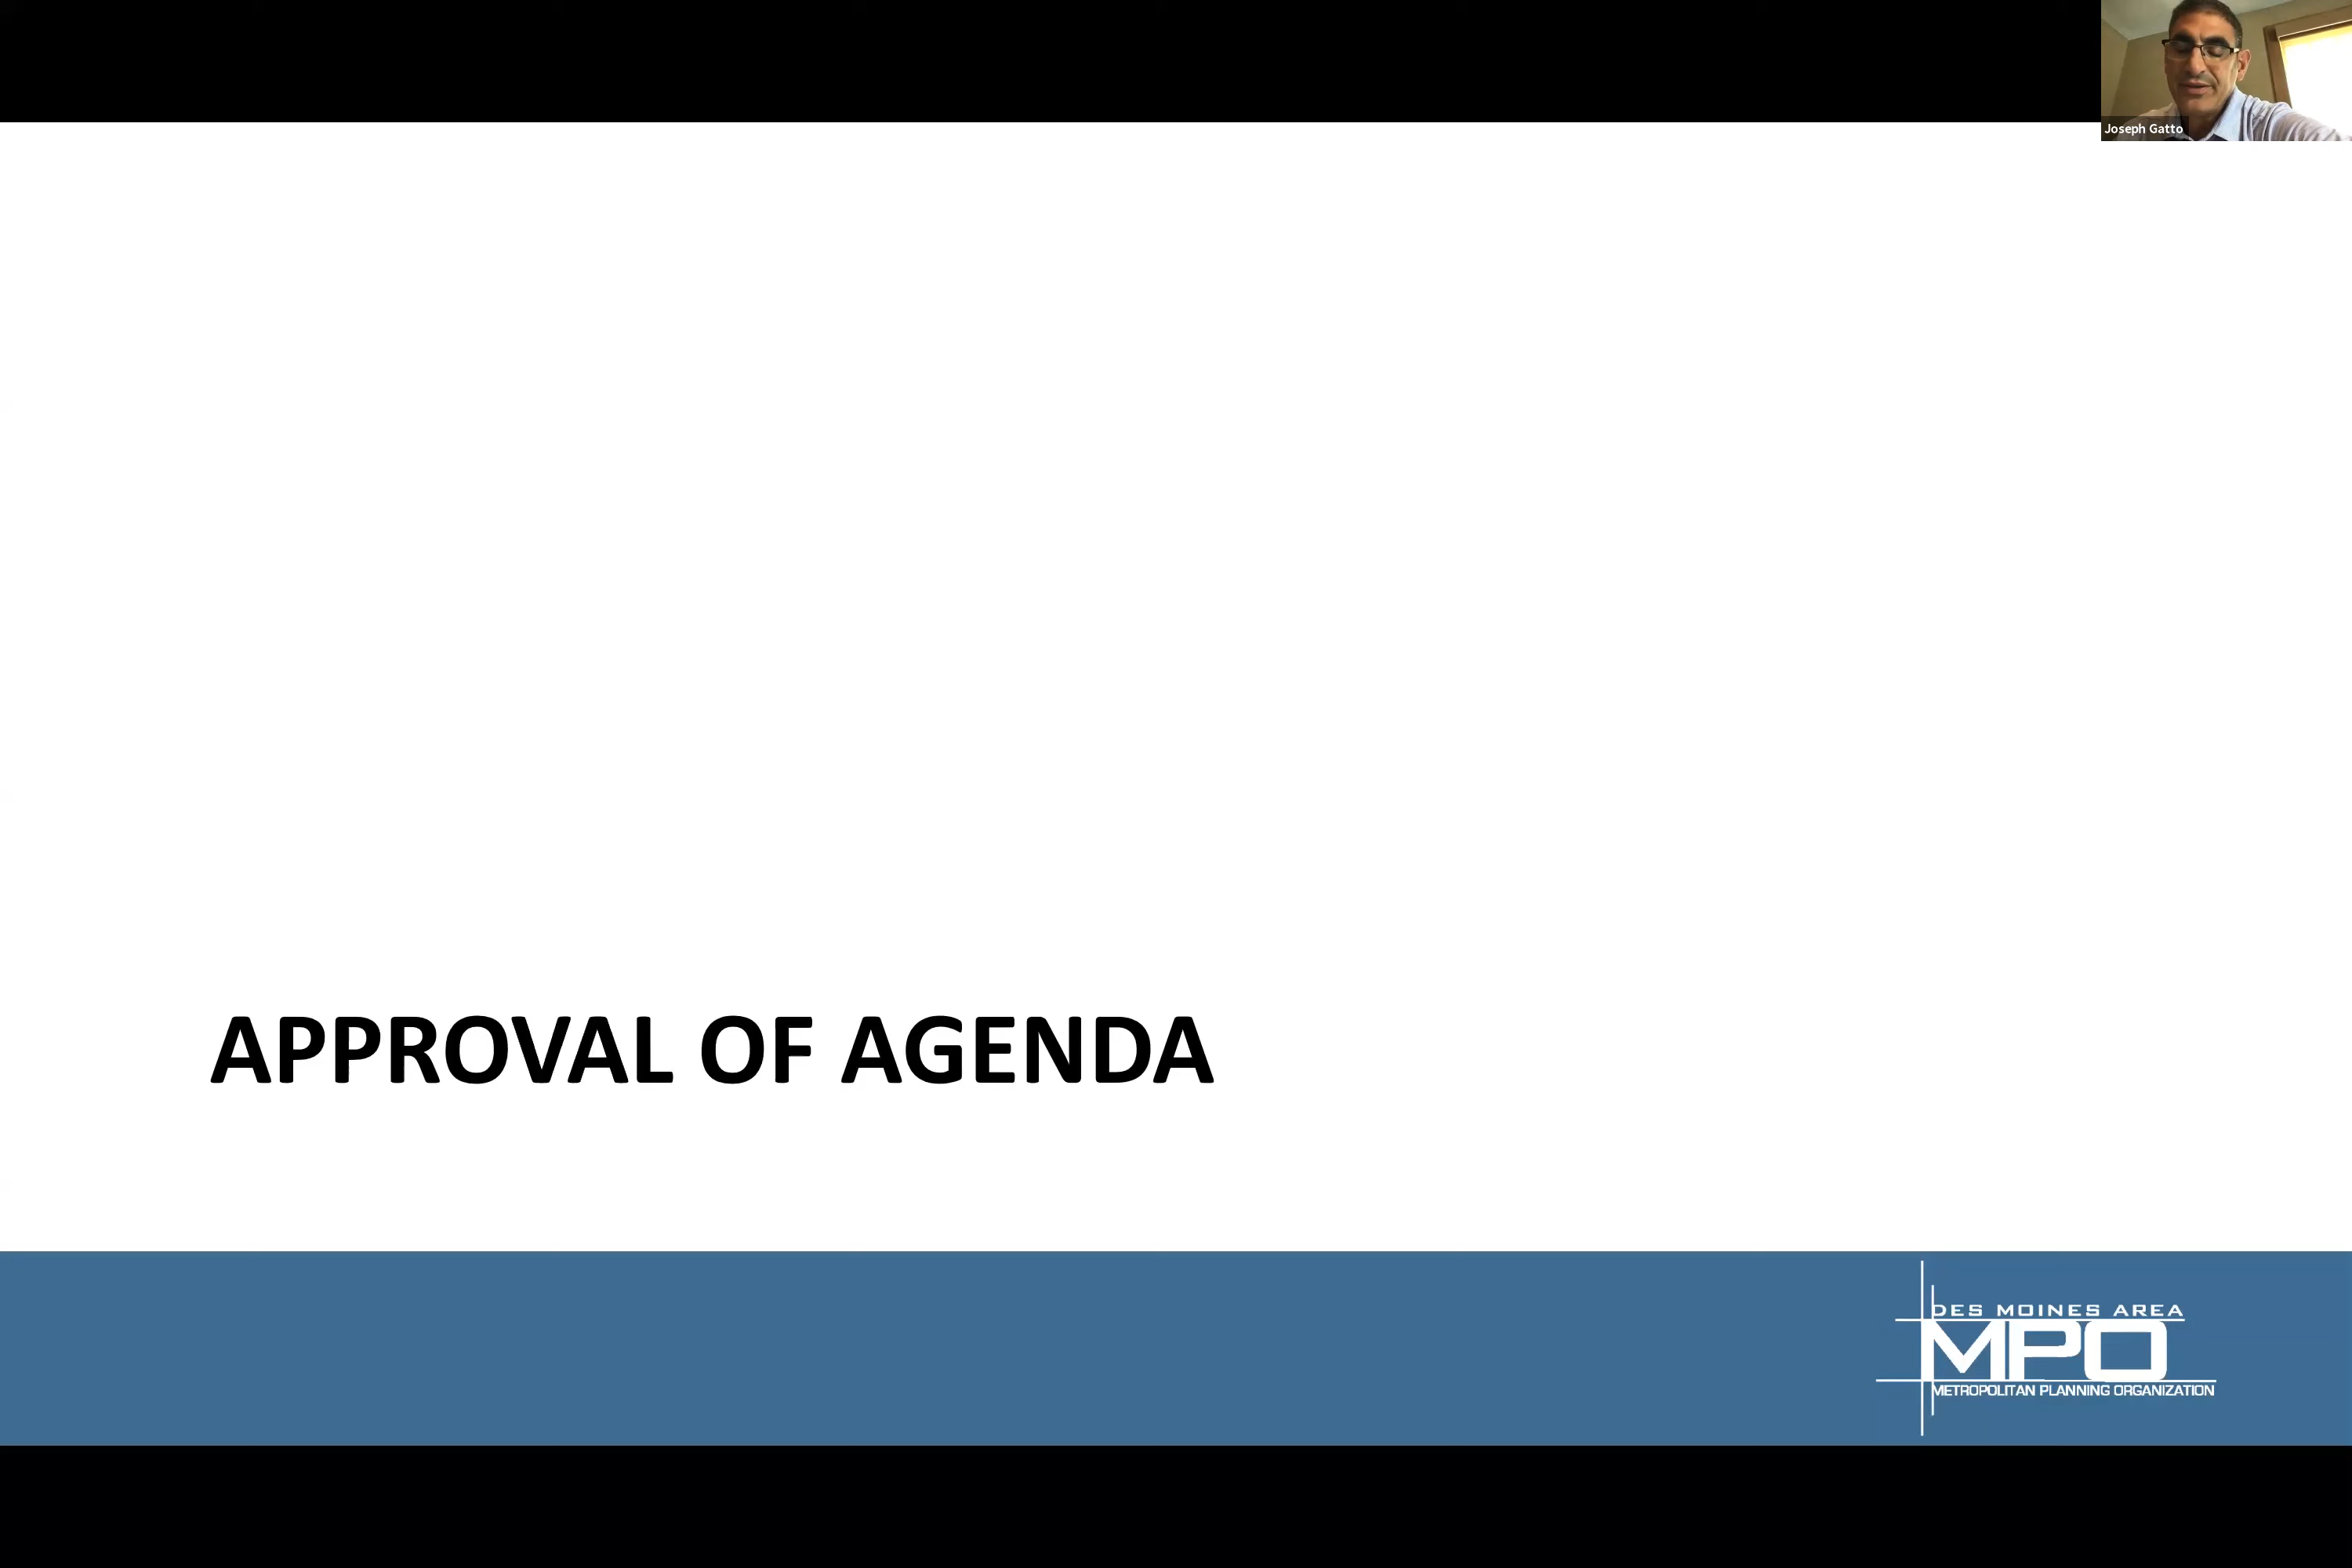 Joseph Gatto
APPROVAL OF AGENDA
DES MOINES AREA
MPO
METROPOLITAN PLANNING ORGANIZATION